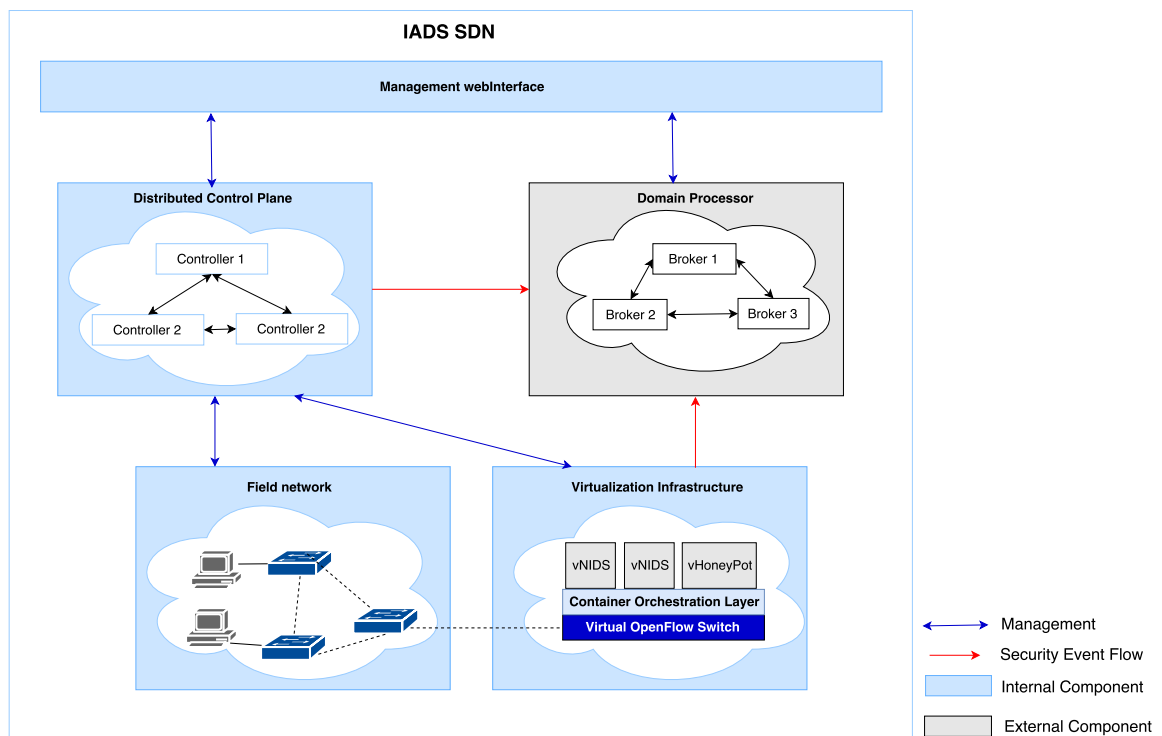 IADS SDN
Management webInterface
Distributed Control Plane
Controller 1
Controller 2
Controller 2
Domain Processor
Broker 1
Broker 2
Broker 3
Field network
Virtualization Infrastructure
vNIDS
vNIDS
vHoneyPot
Container Orchestration Layer
Virtual OpenFlow Switch
Management
Security Event Flow
Internal Component
External Component